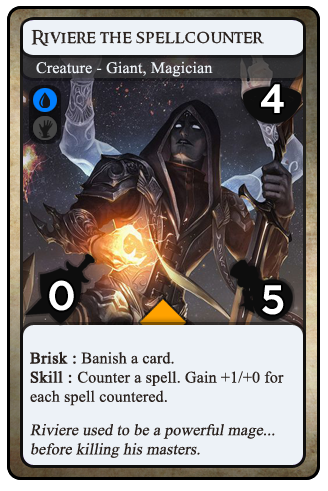 Riviere the spellcounter
Creature - Giant, Magician
4
0
5
Brisk : Banish a card.
Skill : Counter a spell. Gain +1/+0 for
each spell countered.
Riviere used to be a powerful mage...
before killing his masters.